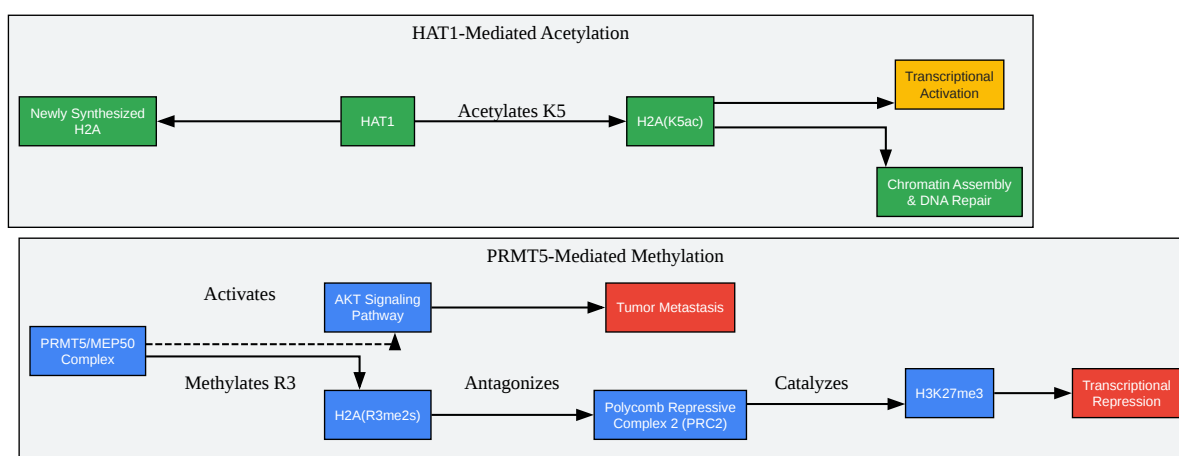 HAT1-Mediated Acetylation
Transcriptional
Activation
Newly Synthesized
H2A
HAT1
Acetylates K5
H2A(K5ac)
Chromatin Assembly
& DNA Repair
PRMT5-Mediated Methylation
Activates
AKT Signaling
Pathway
Tumor Metastasis
PRMT5/MEP50
Complex
Methylates R3
H2A(R3me2s)
Antagonizes
Polycomb Repressive
Complex 2 (PRC2)
Catalyzes
H3K27me3
Transcriptional
Repression